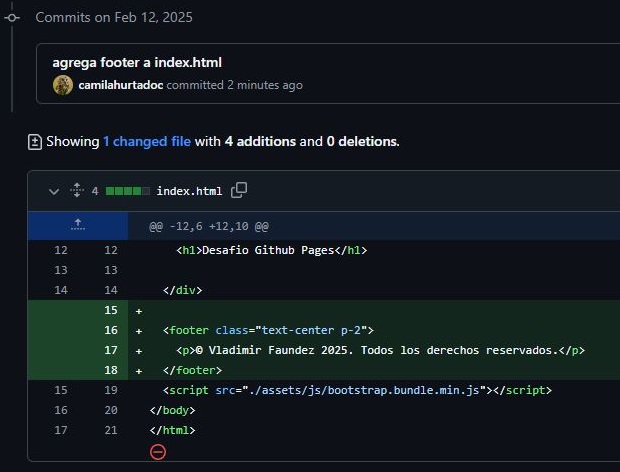 Commits on Feb 12, 2025
agrega footer a index.html
camilahurtadoc committed 2 minutes ago
Showing 1 changed file with 4 additions and 0 deletions.
4 index.html
@@ -12,6 +12,10 @@
12 12 <h1>Desafio Github Pages</h1>
13 13
14 14 </div>
15 +
16 + <footer class="text-center p-2">
17 + <p>© Vladimir Faundez 2025. Todos los derechos reservados.</p>
18 + </footer>
15 19 <script src="./assets/js/bootstrap.bundle.min.js"></script>
16 20 </body>
17 21 </html>